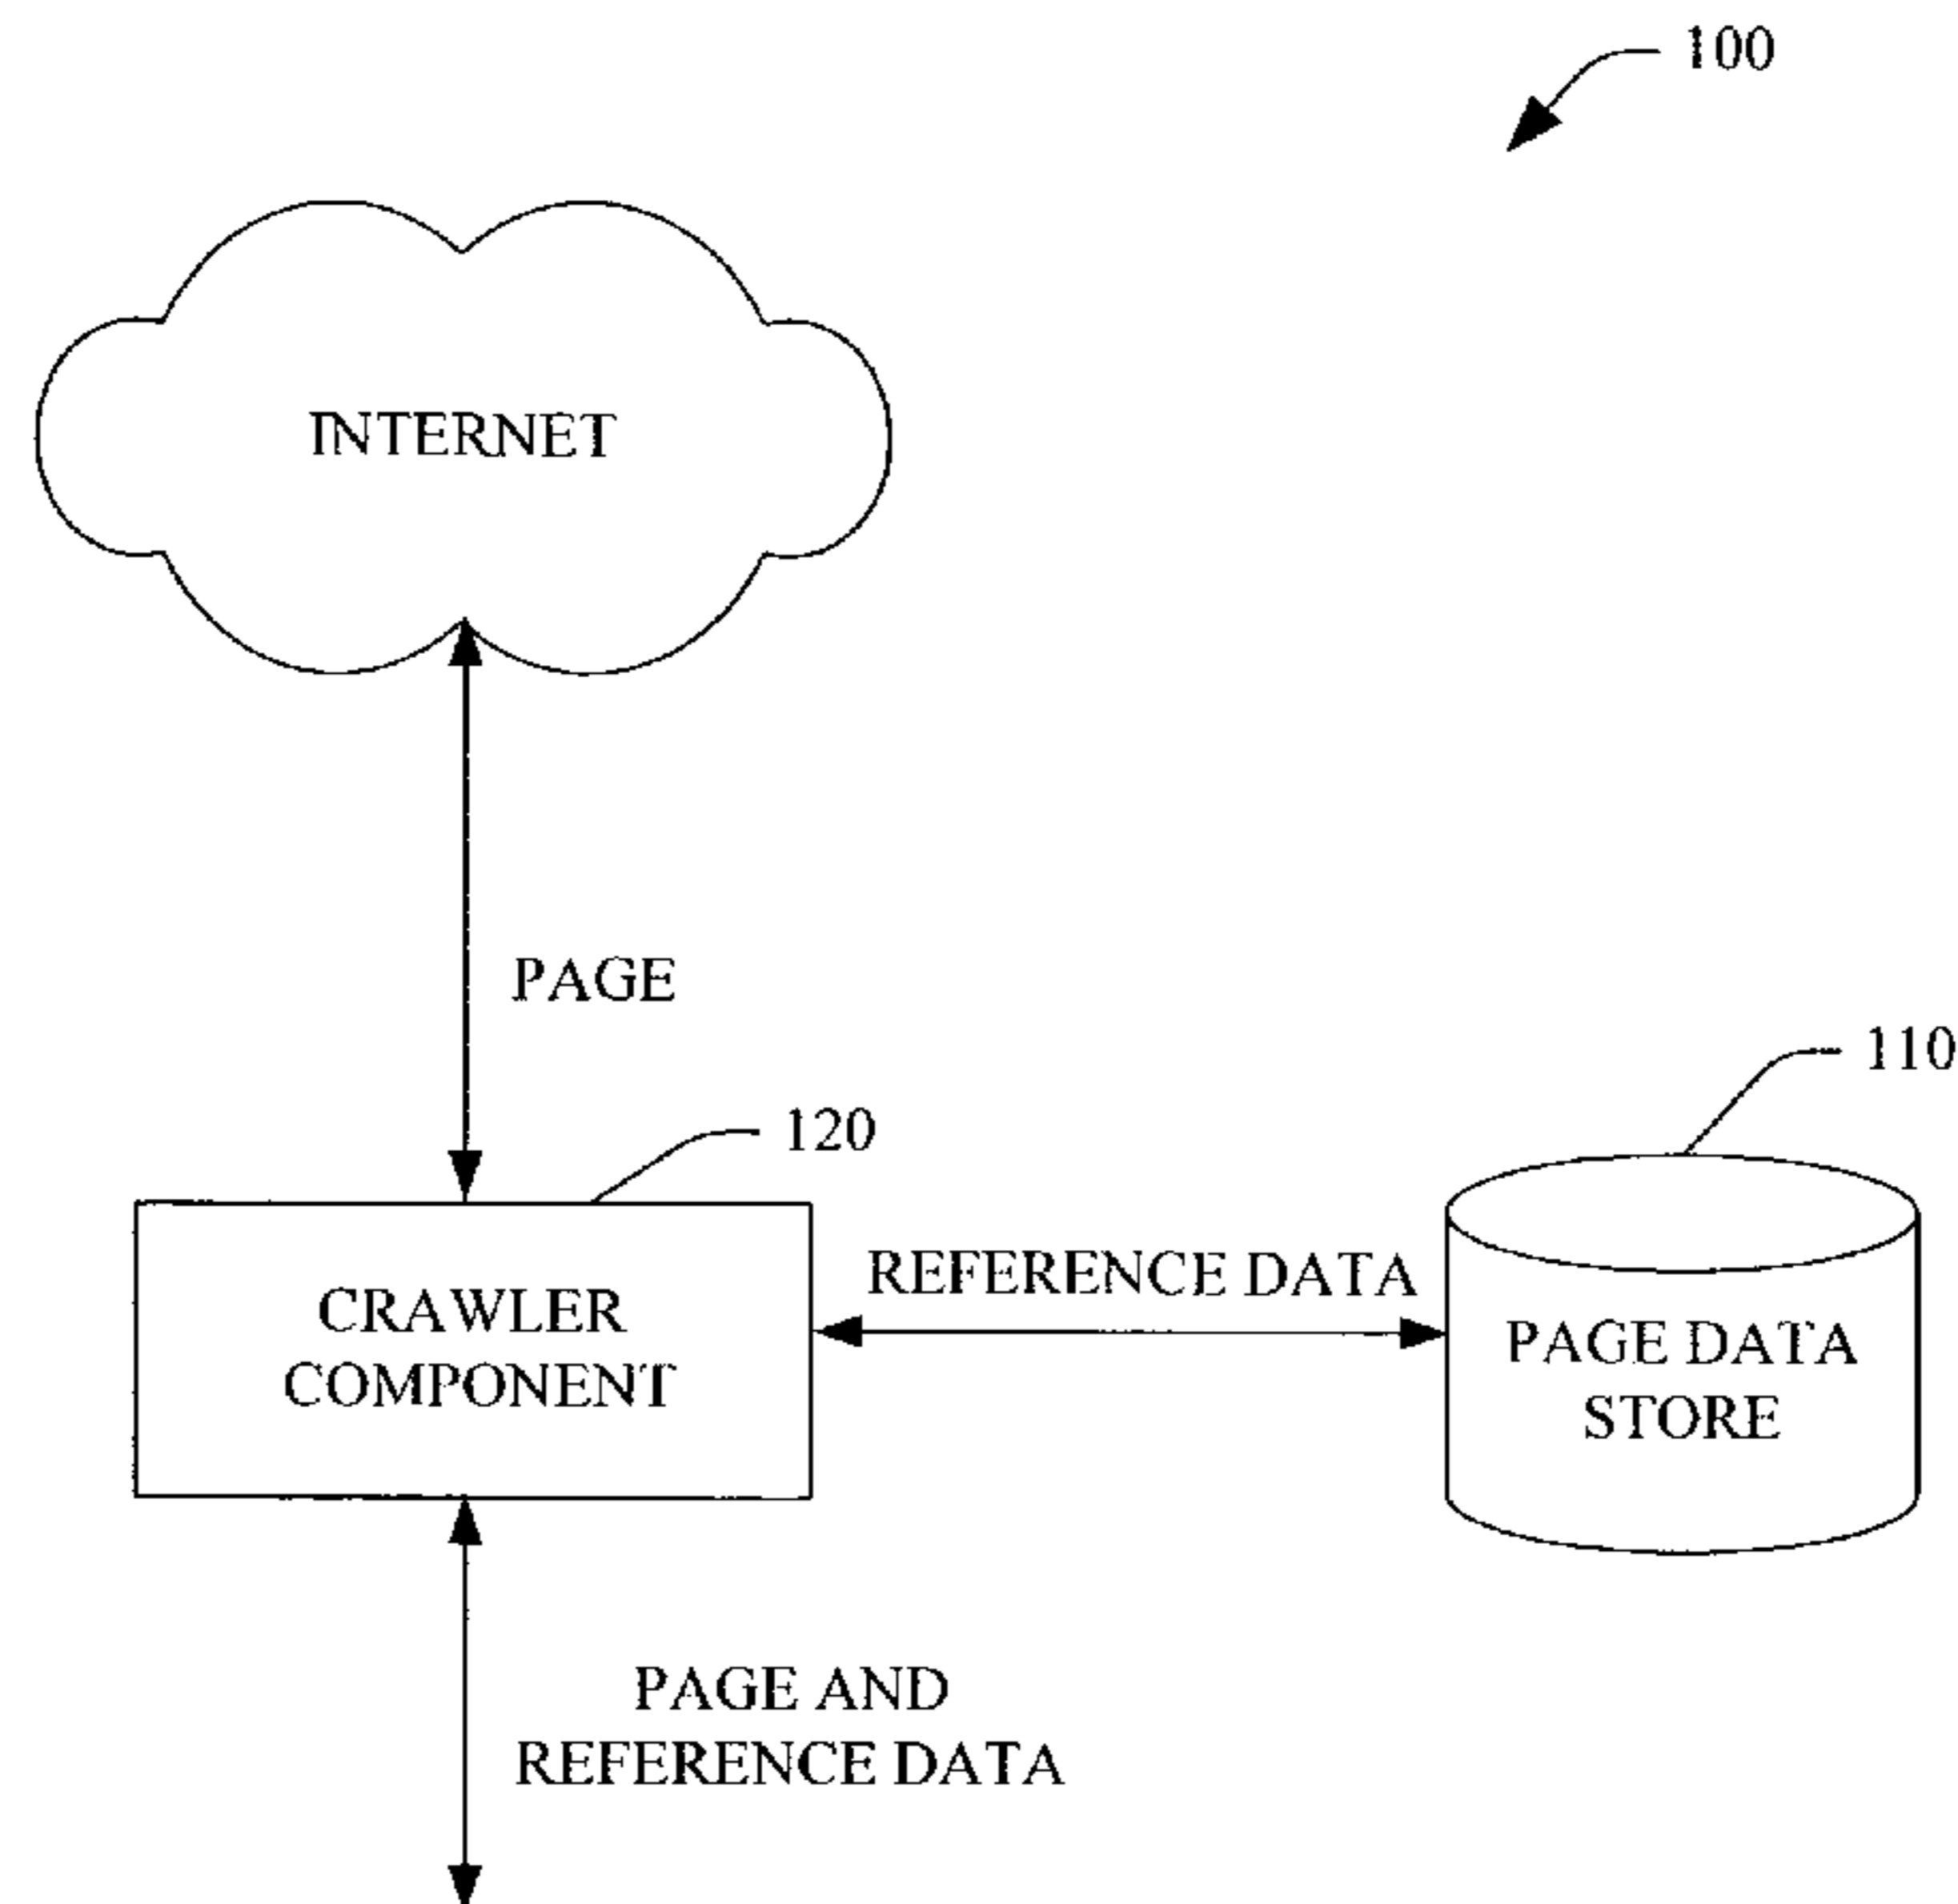 100
INTERNET
PAGE
110
120
REFERENCE DATA
CRAWLER
COMPONENT
PAGE DATA
STORE
PAGE AND
REFERENCE DATA